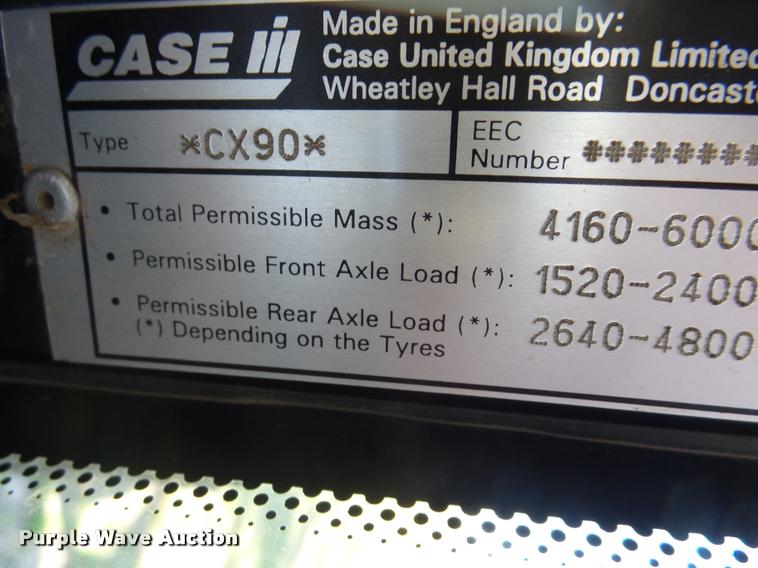 CASE IH
Made in England by:
Case United Kingdom Limited
Wheatley Hall Road Doncaste
Type *CX90*
EEC
Number ########
• Total Permissible Mass (*): 4160-6000
• Permissible Front Axle Load (*): 1520-2400
• Permissible Rear Axle Load (*): 2640-4800
(*) Depending on the Tyres
Purple Wave Auction